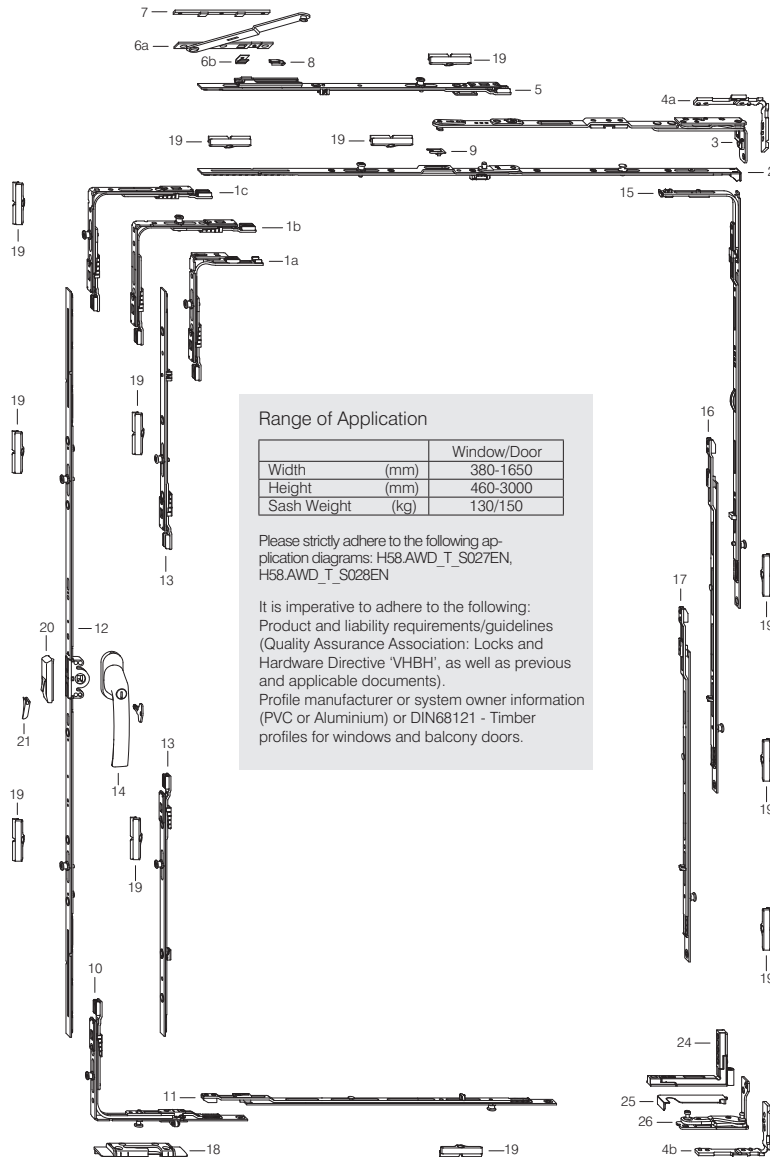 7
6a
6b
8
19
5
4a
19
19
3
9
2
1c
15
19
1b
1a
19
19
16
13
Range of Application
Window/Door
Width (mm) 380-1650
Height (mm) 460-3000
Sash Weight (kg) 130/150
Please strictly adhere to the following ap-
plication diagrams: H58.AWD_T_S027EN,
H58.AWD_T_S028EN
It is imperative to adhere to the following:
Product and liability requirements/guidelines
(Quality Assurance Association: Locks and
Hardware Directive ‘VHBH’, as well as previous
and applicable documents).
Profile manufacturer or system owner information
(PVC or Aluminium) or DIN68121 - Timber
profiles for windows and balcony doors.
17
19
20
12
21
13
14
19
19
19
10
19
24
11
25
26
18
19
4b